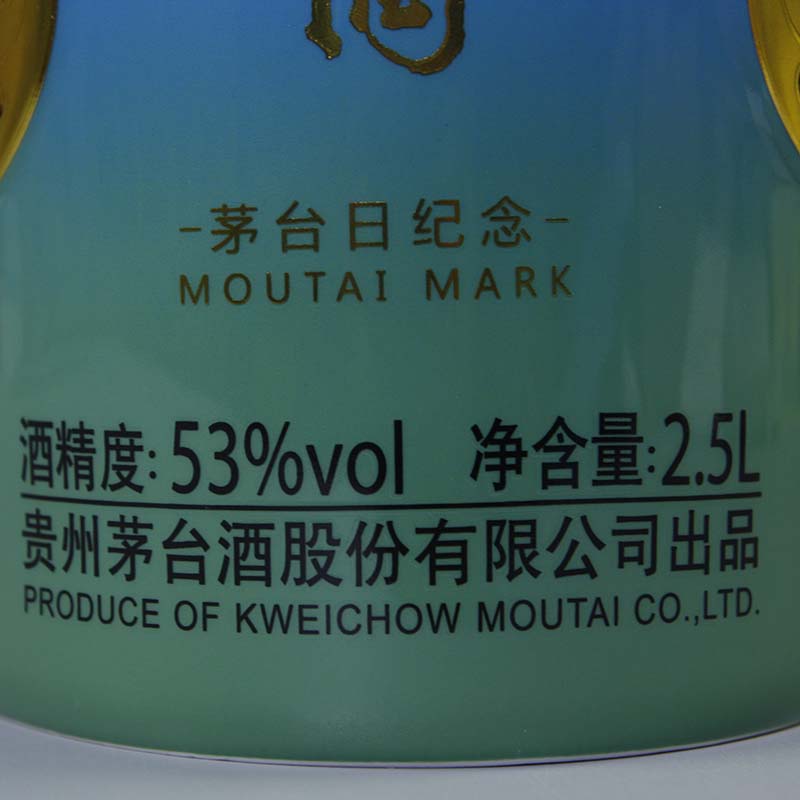 酒
-茅台日纪念-
MOUTAI MARK
酒精度: 53%vol 净含量: 2.5L
贵州茅台酒股份有限公司出品
PRODUCE OF KWEICHOW MOUTAI CO.,LTD.